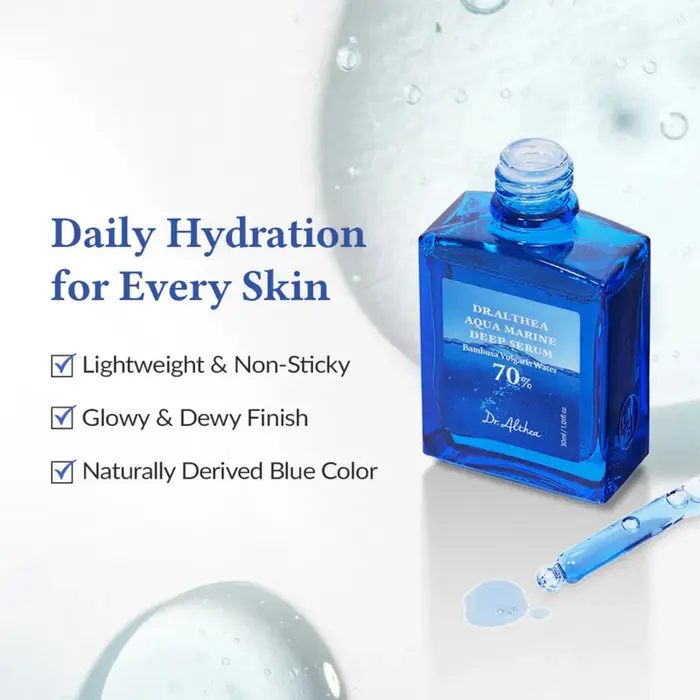 Daily Hydration
for Every Skin
Lightweight & Non-Sticky
Glowy & Dewy Finish
Naturally Derived Blue Color
DR.ALTHEA
AQUA MARINE
DEEP SERUM
Bambusa Vulgaris Water
70%
Dr. Althea
30ml / 1.01fl oz.